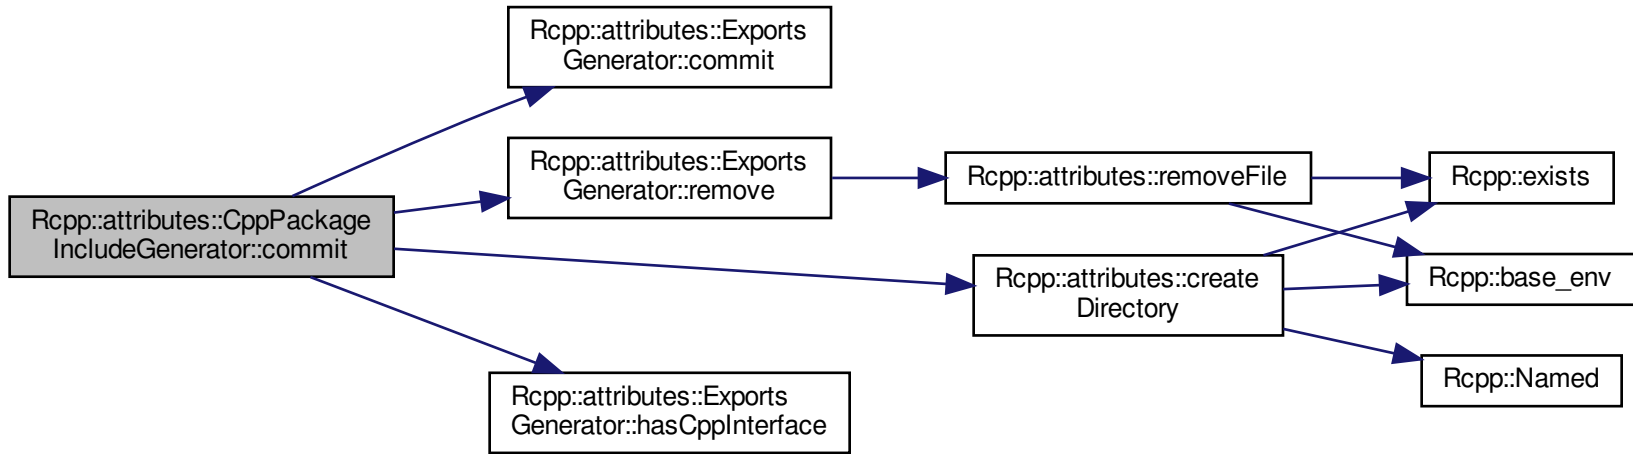 Rcpp::attributes::CppPackage
IncludeGenerator::commit
Rcpp::attributes::Exports
Generator::commit
Rcpp::attributes::Exports
Generator::remove
Rcpp::attributes::removeFile
Rcpp::exists
Rcpp::attributes::create
Directory
Rcpp::base_env
Rcpp::Named
Rcpp::attributes::Exports
Generator::hasCppInterface